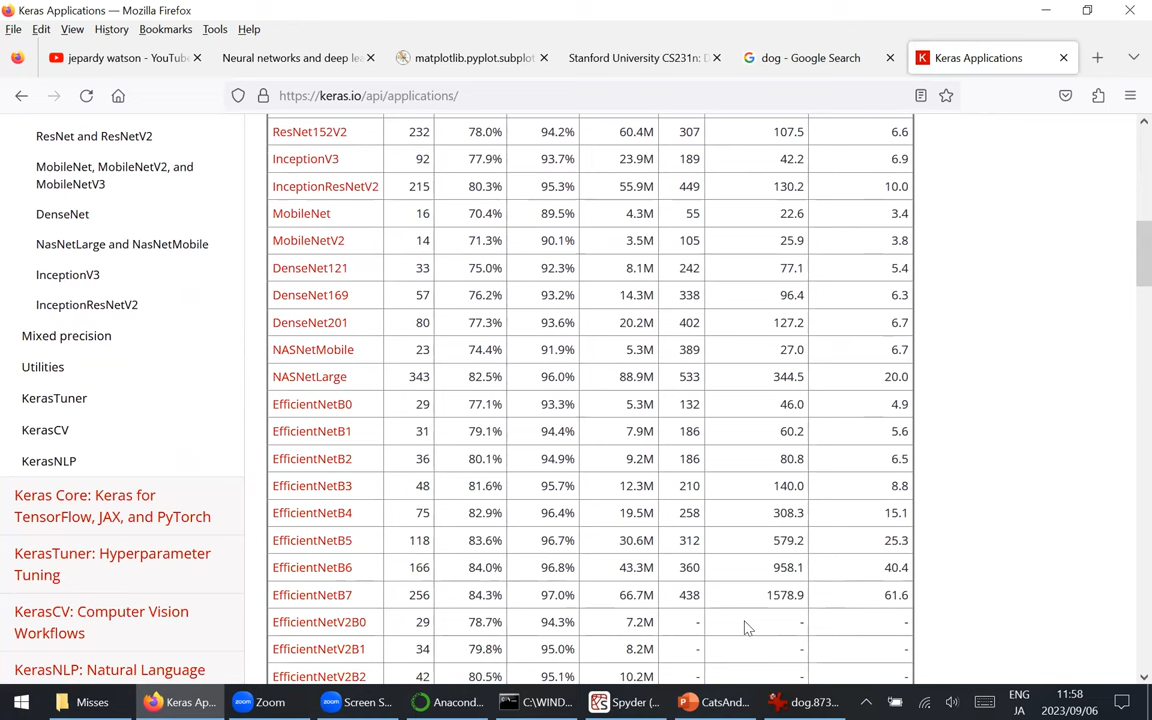 Keras Applications — Mozilla Firefox
File Edit View History Bookmarks Tools Help
jepardy watson - YouTube
Neural networks and deep lea
matplotlib.pyplot.subplot
Stanford University CS231n: D
dog - Google Search
Keras Applications
https://keras.io/api/applications/
ResNet and ResNetV2
MobileNet, MobileNetV2, and
MobileNetV3
DenseNet
NasNetLarge and NasNetMobile
InceptionV3
InceptionResNetV2
Mixed precision
Utilities
KerasTuner
KerasCV
KerasNLP
Keras Core: Keras for
TensorFlow, JAX, and PyTorch
KerasTuner: Hyperparameter
Tuning
KerasCV: Computer Vision
Workflows
KerasNLP: Natural Language
ResNet152V2 232 78.0% 94.2% 60.4M 307 107.5 6.6
InceptionV3 92 77.9% 93.7% 23.9M 189 42.2 6.9
InceptionResNetV2 215 80.3% 95.3% 55.9M 449 130.2 10.0
MobileNet 16 70.4% 89.5% 4.3M 55 22.6 3.4
MobileNetV2 14 71.3% 90.1% 3.5M 105 25.9 3.8
DenseNet121 33 75.0% 92.3% 8.1M 242 77.1 5.4
DenseNet169 57 76.2% 93.2% 14.3M 338 96.4 6.3
DenseNet201 80 77.3% 93.6% 20.2M 402 127.2 6.7
NASNetMobile 23 74.4% 91.9% 5.3M 389 27.0 6.7
NASNetLarge 343 82.5% 96.0% 88.9M 533 344.5 20.0
EfficientNetB0 29 77.1% 93.3% 5.3M 132 46.0 4.9
EfficientNetB1 31 79.1% 94.4% 7.9M 186 60.2 5.6
EfficientNetB2 36 80.1% 94.9% 9.2M 186 80.8 6.5
EfficientNetB3 48 81.6% 95.7% 12.3M 210 140.0 8.8
EfficientNetB4 75 82.9% 96.4% 19.5M 258 308.3 15.1
EfficientNetB5 118 83.6% 96.7% 30.6M 312 579.2 25.3
EfficientNetB6 166 84.0% 96.8% 43.3M 360 958.1 40.4
EfficientNetB7 256 84.3% 97.0% 66.7M 438 1578.9 61.6
EfficientNetV2B0 29 78.7% 94.3% 7.2M - - -
EfficientNetV2B1 34 79.8% 95.0% 8.2M - - -
EfficientNetV2B2 42 80.5% 95.1% 10.2M - - -
Misses
Keras Ap...
Zoom
Screen S...
Anacond...
C:\WIND...
Spyder (...
CatsAnd...
dog.873...
ENG
JA
11:58
2023/09/06